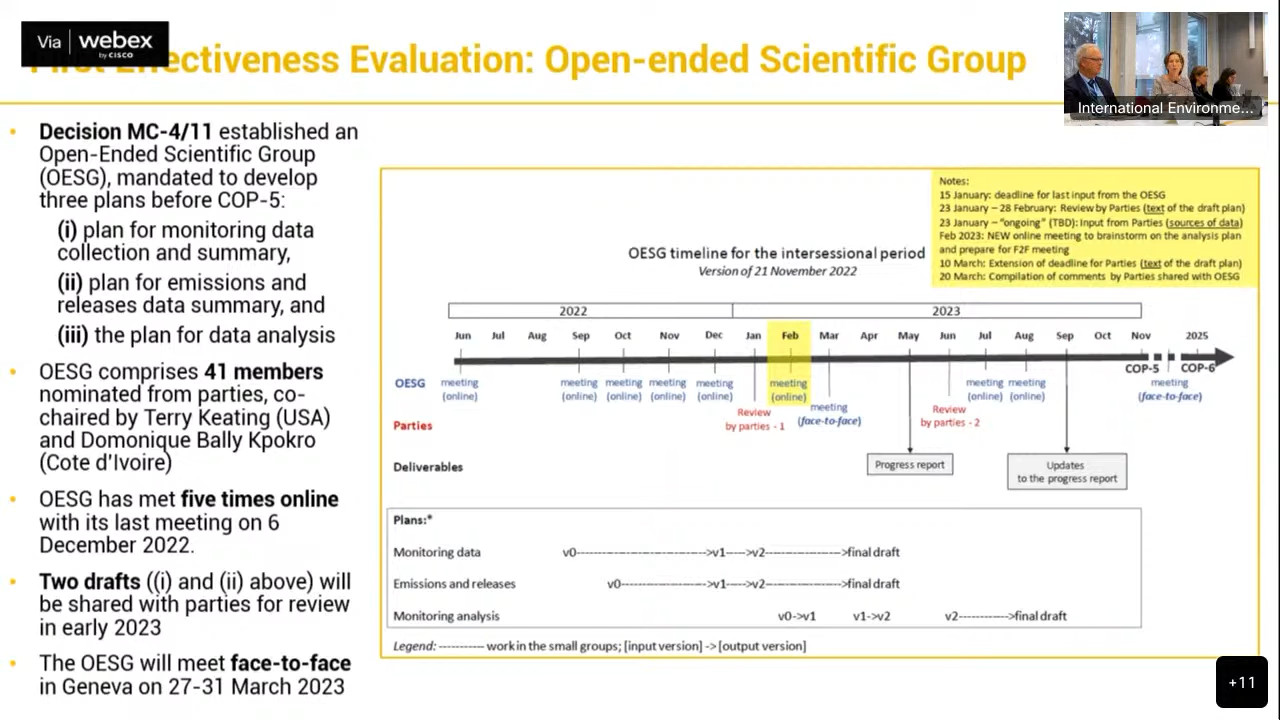 Via webex
by CISCO
Effectiveness Evaluation: Open-ended Scientific Group
International Environme...
• Decision MC-4/11 established an
Open-Ended Scientific Group
(OESG), mandated to develop
three plans before COP-5:
(i) plan for monitoring data
collection and summary,
(ii) plan for emissions and
releases data summary, and
(iii) the plan for data analysis
• OESG comprises 41 members
nominated from parties, co-
chaired by Terry Keating (USA)
and Domonique Bally Kpokro
(Cote d'Ivoire)
• OESG has met five times online
with its last meeting on 6
December 2022.
• Two drafts ((i) and (ii) above) will
be shared with parties for review
in early 2023
• The OESG will meet face-to-face
in Geneva on 27-31 March 2023
Notes:
15 January: deadline for last input from the OESG
23 January – 28 February: Review by Parties (text of the draft plan)
23 January – "ongoing" (TBD): Input from Parties (sources of data)
Feb 2023: NEW online meeting to brainstorm on the analysis plan
and prepare for F2F meeting
10 March: Extension of deadline for Parties (text of the draft plan)
20 March: Compilation of comments by Parties shared with OESG
OESG timeline for the intersessional period
Version of 21 November 2022
2022 2023
Jun Jul Aug Sep Oct Nov Dec Jan Feb Mar Apr May Jun Jul Aug Sep Oct Nov 2025
COP-5 COP-6
OESG meeting meeting meeting meeting meeting meeting meeting meeting meeting
(online) (online) (online) (online) (online) (online) (online) (online) (face-to-face)
meeting
(face-to-face)
Review Review
by parties - 1 by parties - 2
Parties
Deliverables Progress report Updates
to the progress report
Plans:*
Monitoring data v0------------------------------->v1---->v2----------------->final draft
Emissions and releases v0--------------------->v1---->v2----------------->final draft
Monitoring analysis v0->v1 v1->v2 v2----------->final draft
Legend: ---------- work in the small groups; [input version] -> [output version]
+11